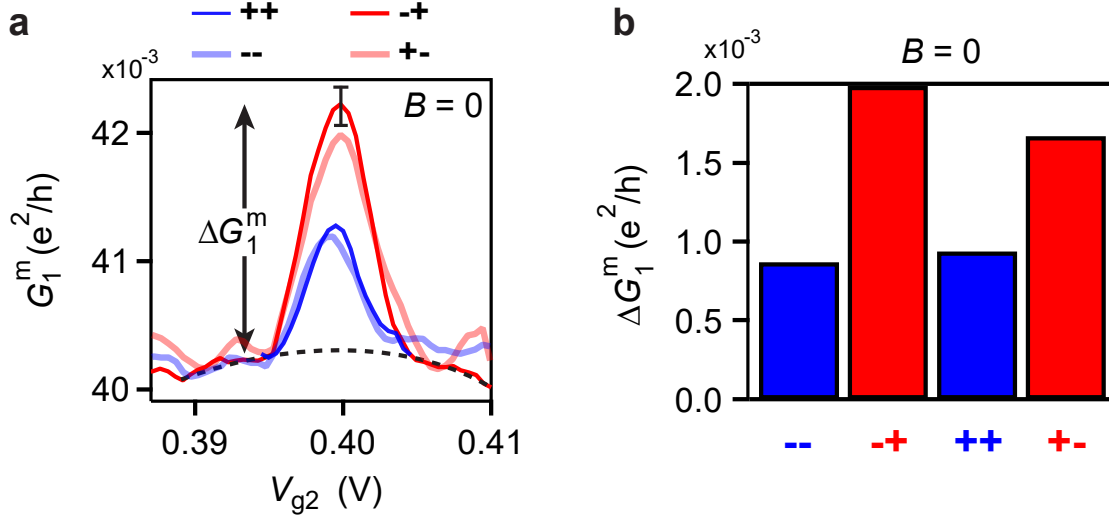 a
++
-+
--
+-
x10⁻³
B = 0
42
41
40
G₁ᵐ (e²/h)
ΔG₁ᵐ
0.39
0.40
0.41
V_g2 (V)
b
x10⁻³
B = 0
2.0
1.5
1.0
0.5
0.0
ΔG₁ᵐ (e²/h)
--
-+
++
+-